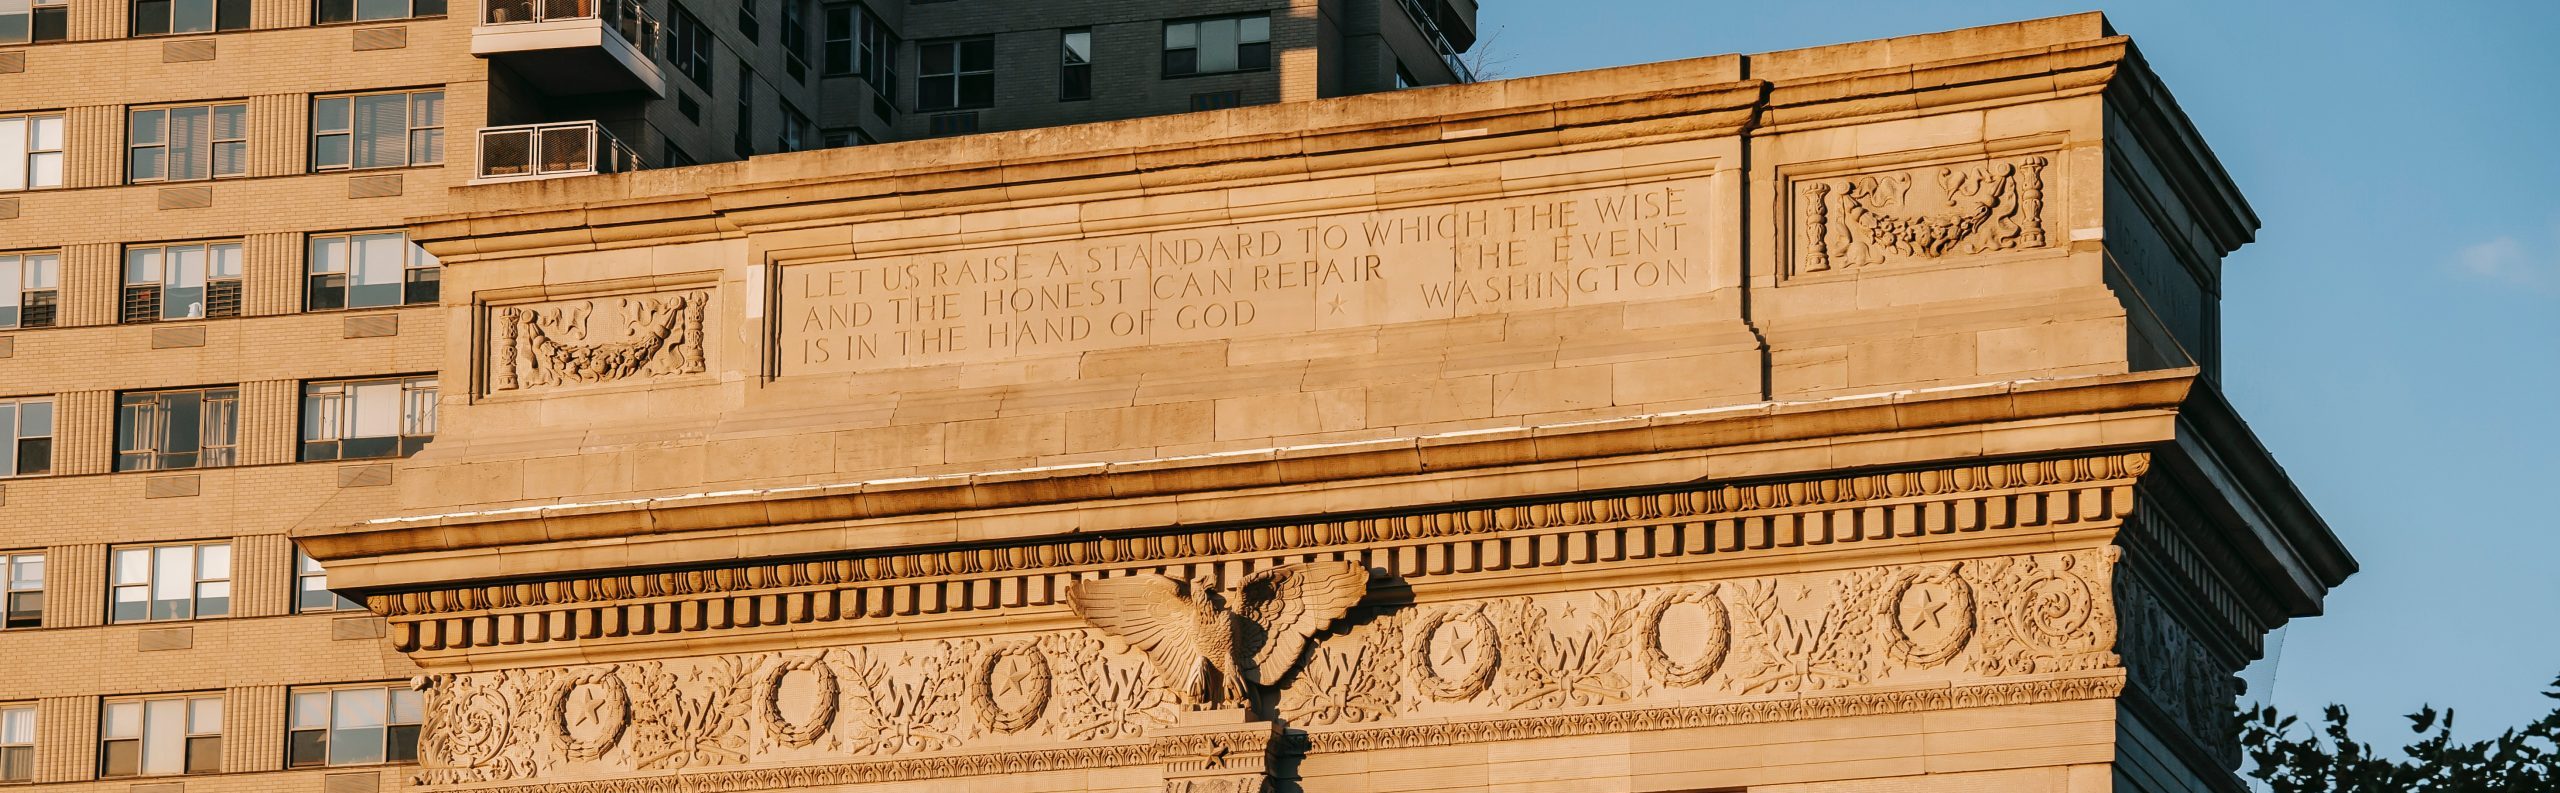 LET US RAISE A STANDARD TO WHICH THE WISE
AND THE HONEST CAN REPAIR THE EVENT
IS IN THE HAND OF GOD ★ WASHINGTON
W W W W W W